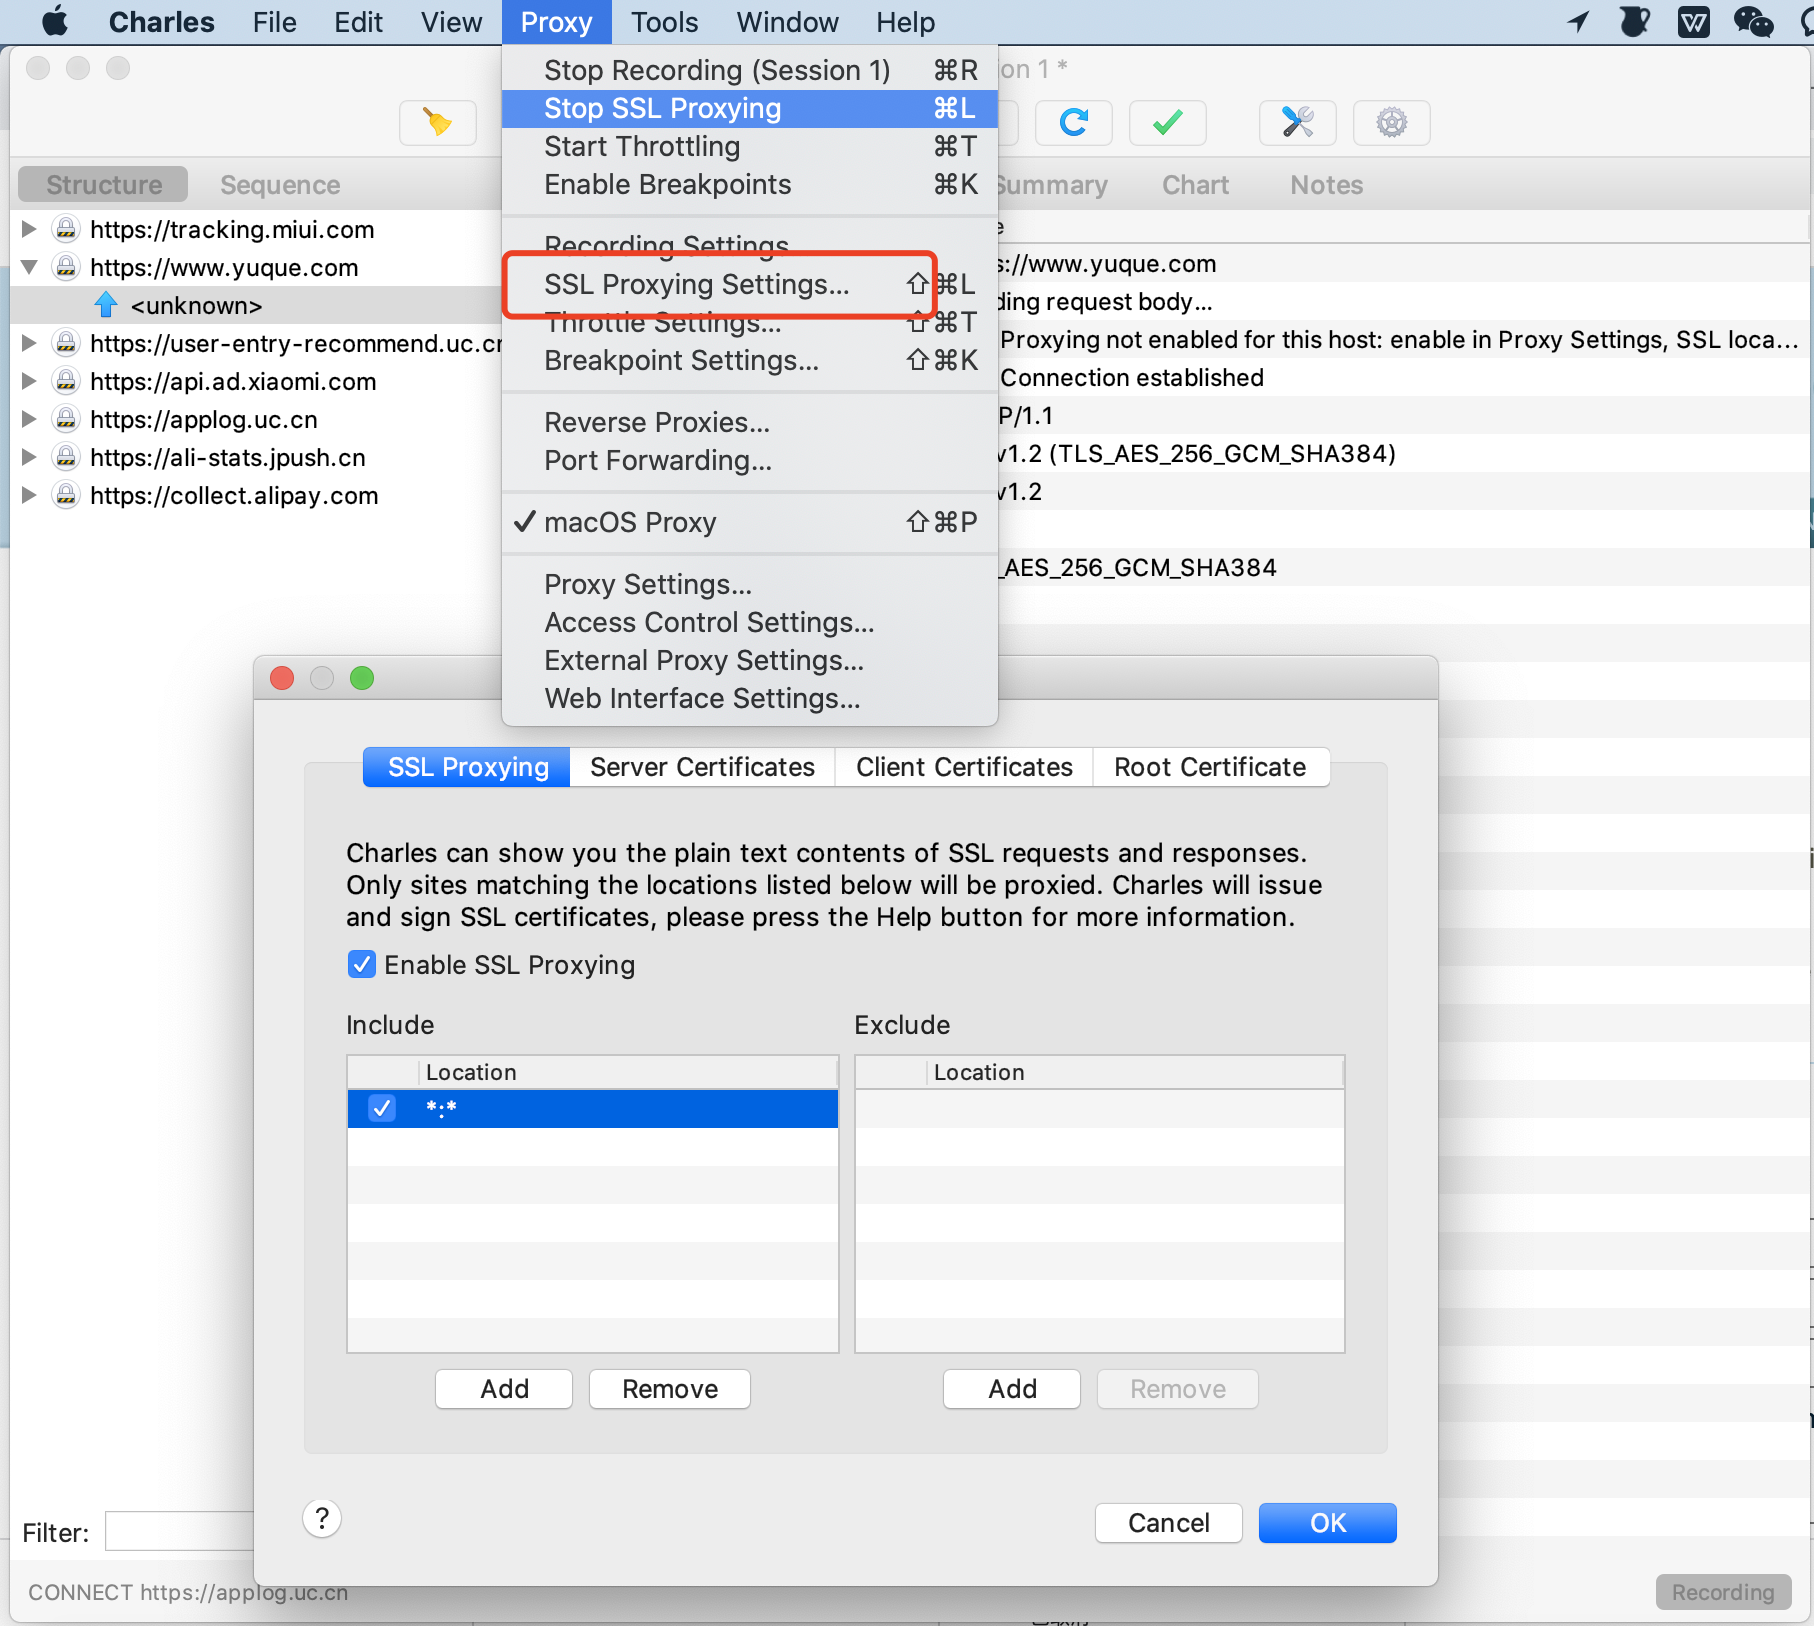 Charles File Edit View Proxy Tools Window Help
on 1 *
Stop Recording (Session 1) ⌘R
Stop SSL Proxying ⌘L
Start Throttling ⌘T
Enable Breakpoints ⌘K
Recording Settings
SSL Proxying Settings... ⇧⌘L
Throttle Settings... ⇧⌘T
Breakpoint Settings... ⇧⌘K
Reverse Proxies...
Port Forwarding...
✓ macOS Proxy ⇧⌘P
Proxy Settings...
Access Control Settings...
External Proxy Settings...
Web Interface Settings...
Structure Sequence
Summary Chart Notes
https://tracking.miui.com
https://www.yuque.com
<unknown>
https://user-entry-recommend.uc.cn
https://api.ad.xiaomi.com
https://applog.uc.cn
https://ali-stats.jpush.cn
https://collect.alipay.com
e
s://www.yuque.com
ding request body...
Proxying not enabled for this host: enable in Proxy Settings, SSL loca...
Connection established
P/1.1
v1.2 (TLS_AES_256_GCM_SHA384)
v1.2
_AES_256_GCM_SHA384
SSL Proxying Server Certificates Client Certificates Root Certificate
Charles can show you the plain text contents of SSL requests and responses.
Only sites matching the locations listed below will be proxied. Charles will issue
and sign SSL certificates, please press the Help button for more information.
Enable SSL Proxying
Include Exclude
Location Location
*:*
Add Remove Add Remove
? Cancel OK
Filter:
CONNECT https://applog.uc.cn
Recording